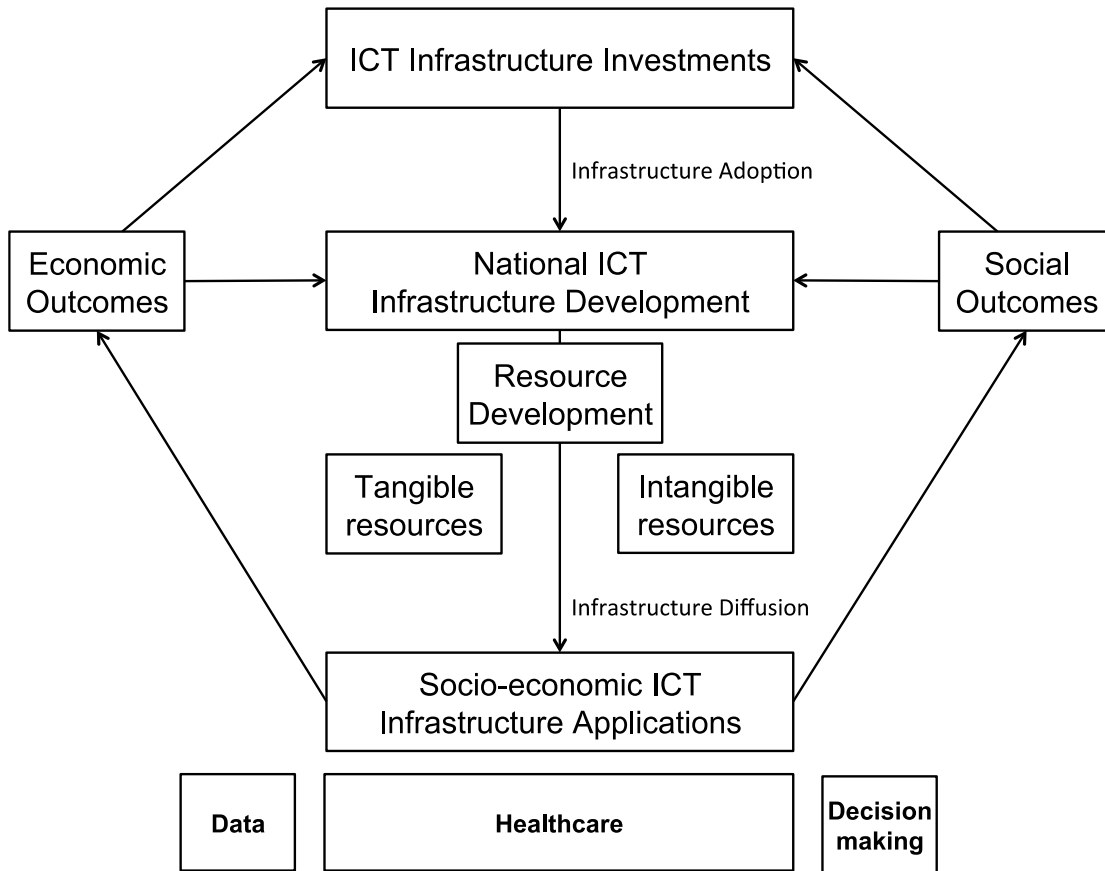 ICT Infrastructure Investments
Infrastructure Adoption
Economic
Outcomes
National ICT
Infrastructure Development
Social
Outcomes
Resource
Development
Tangible
resources
Intangible
resources
Infrastructure Diffusion
Socio-economic ICT
Infrastructure Applications
Data
Healthcare
Decision
making